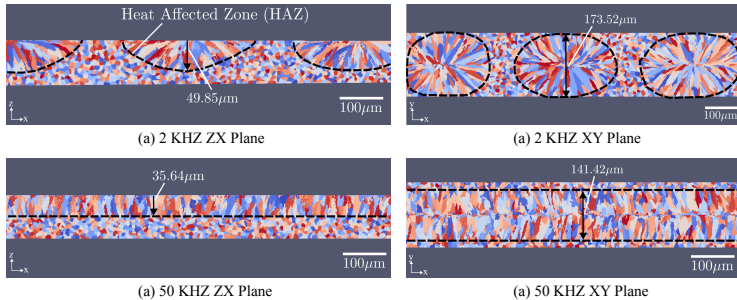 Heat Affected Zone (HAZ)
49.85μm
100μm
z
x
(a) 2 KHZ ZX Plane
173.52μm
100μm
y
x
(a) 2 KHZ XY Plane
35.64μm
100μm
z
x
(a) 50 KHZ ZX Plane
141.42μm
100μm
y
x
(a) 50 KHZ XY Plane